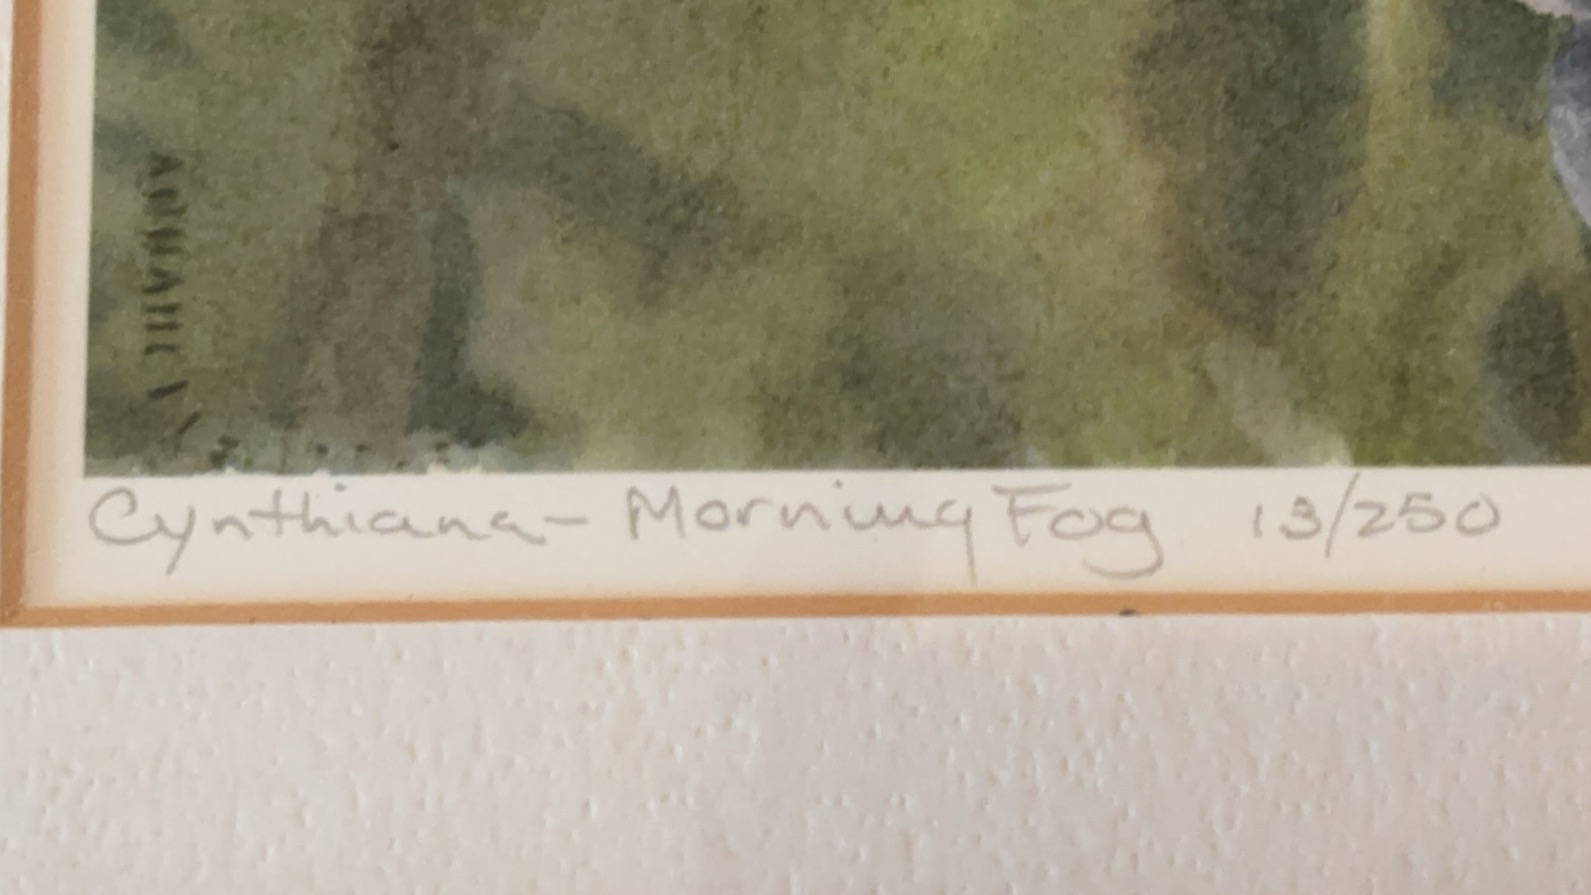 Cynthiana - Morning Fog 13/250